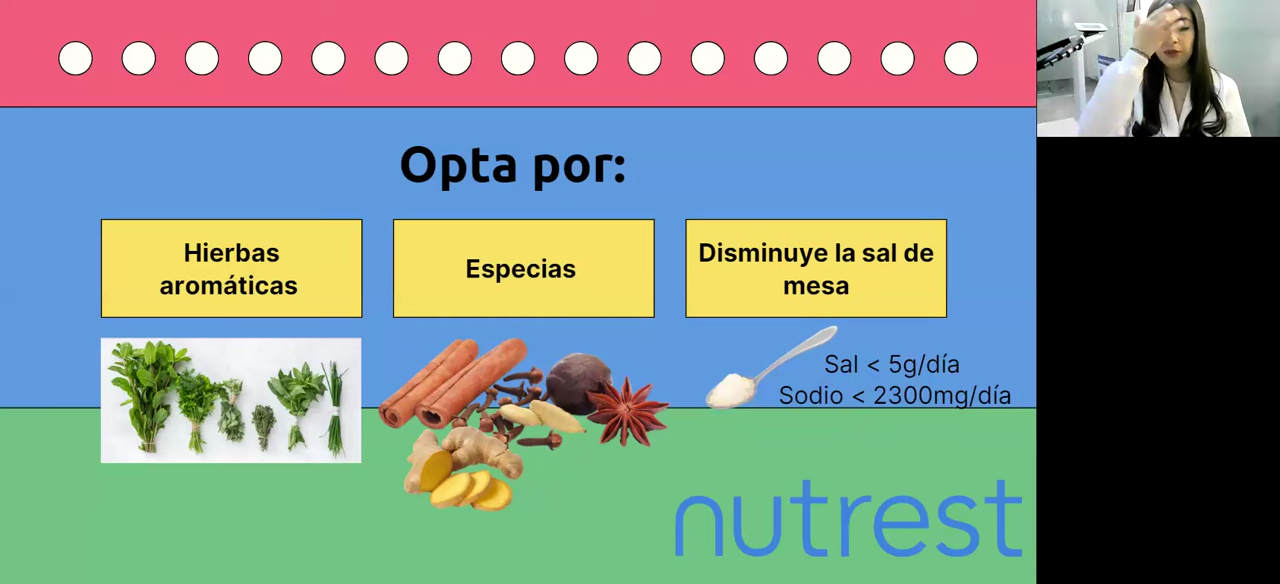 Opta por:
Hierbas
aromáticas
Especias
Disminuye la sal de
mesa
Sal < 5g/día
Sodio < 2300mg/día
nutrest